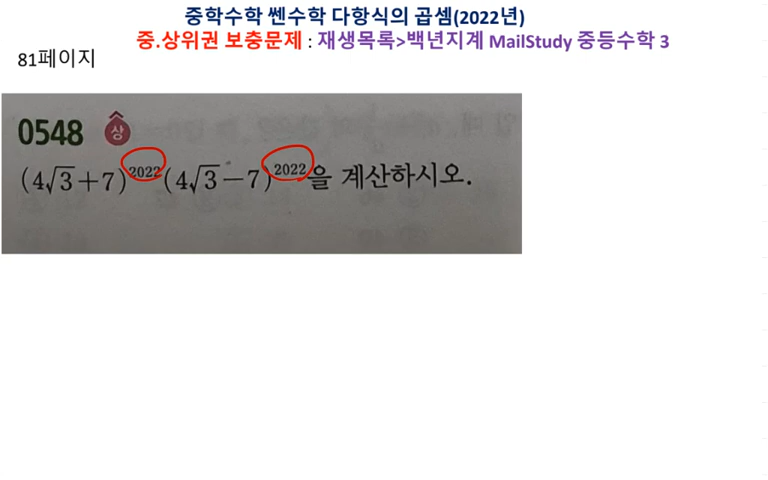 중학수학 쎈수학 다항식의 곱셈(2022년)
중.상위권 보충문제 : 재생목록>백년지계 MailStudy 중등수학 3
81페이지
0548 상
(4√3+7)²⁰²²(4√3−7)²⁰²²을 계산하시오.